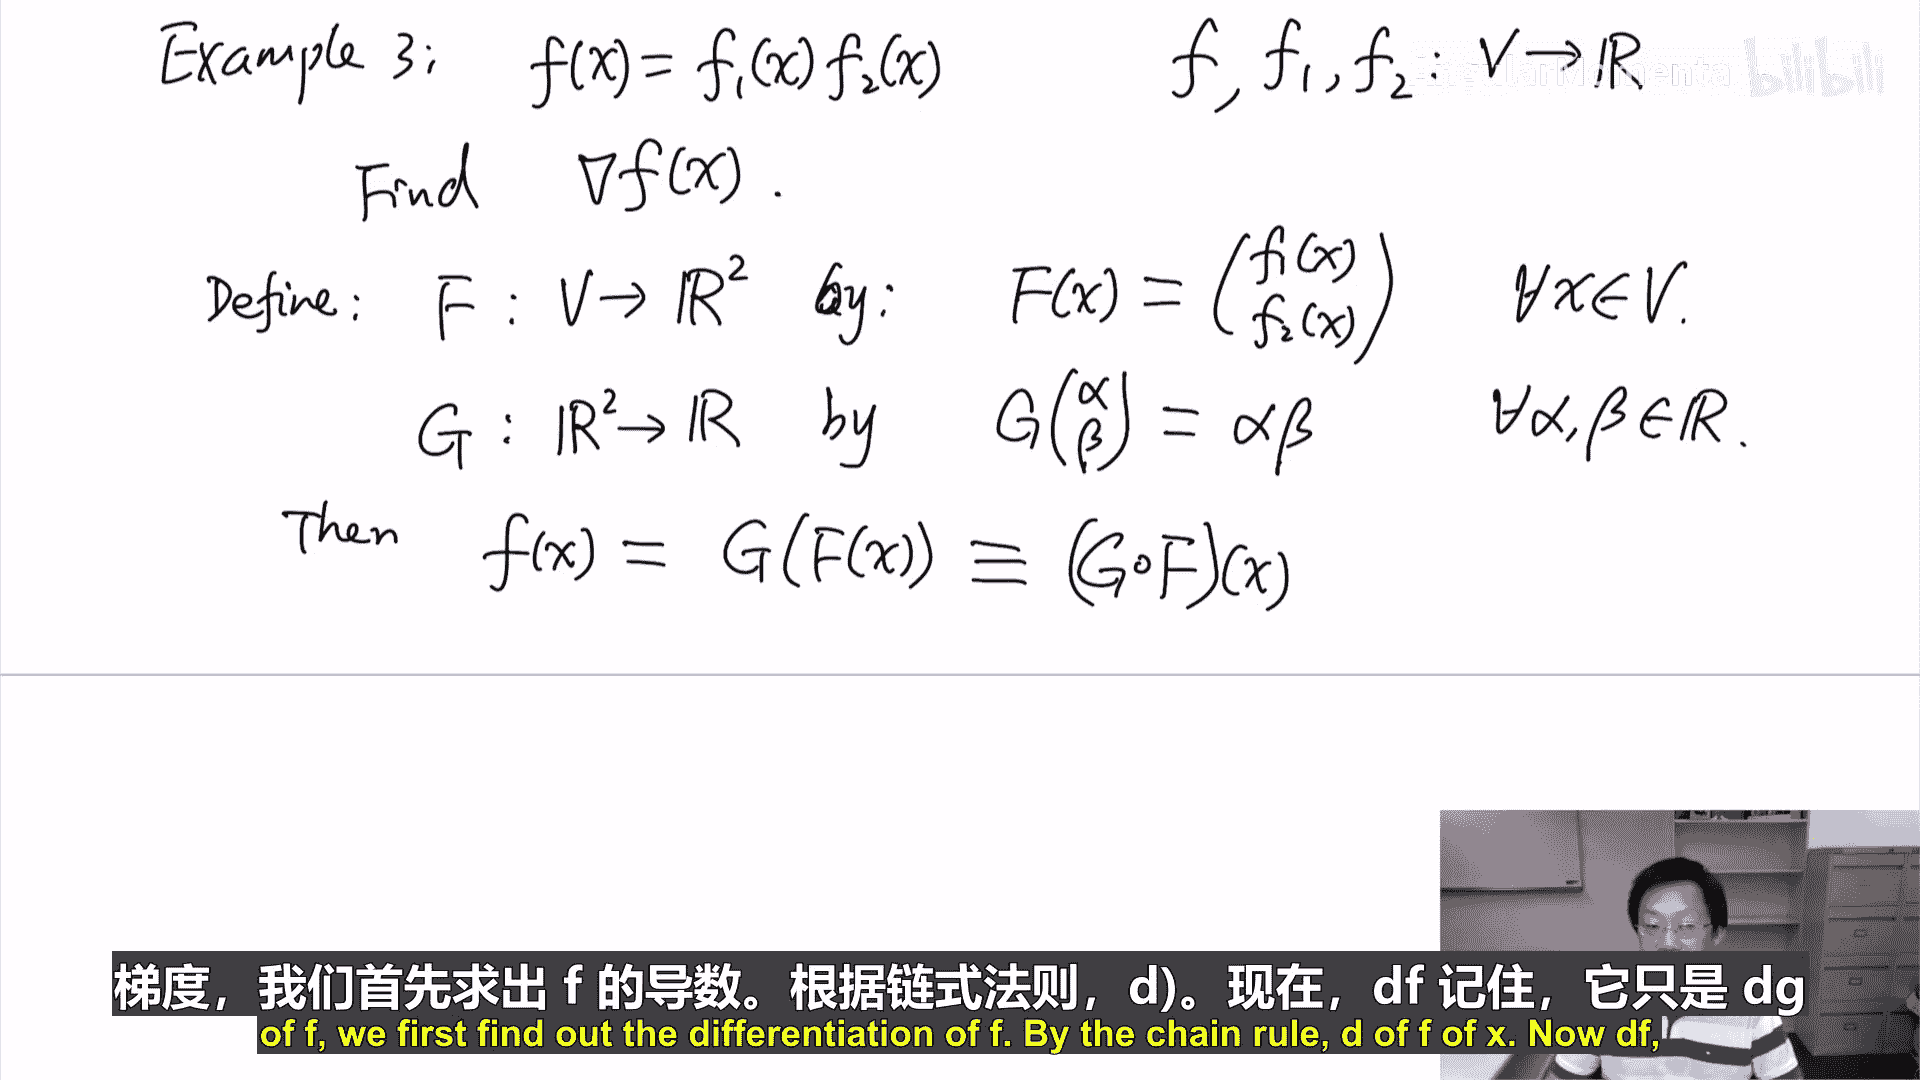 Example 3: f(x) = f₁(x) f₂(x) f, f₁, f₂ : V → ℝ
bilibili
Find ∇f(x).
Define: F : V → ℝ² by: F(x) = (f₁(x) f₂(x)) ∀x ∈ V.
G : ℝ² → ℝ by G(α β) = αβ ∀α, β ∈ ℝ.
Then f(x) = G(F(x)) ≡ (G∘F)(x)
梯度，我们首先求出 f 的导数。根据链式法则，d)。现在，df 记住，它只是 dg
of f, we first find out the differentiation of f. By the chain rule, d of f of x. Now df,